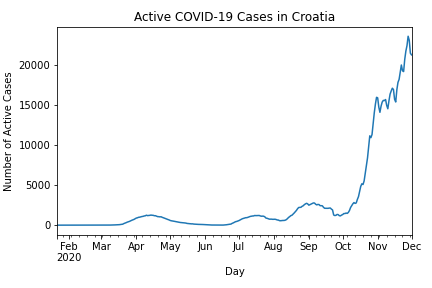 Active COVID-19 Cases in Croatia
Number of Active Cases
20000
15000
10000
5000
0
Feb Mar Apr May Jun Jul Aug Sep Oct Nov Dec
2020
Day